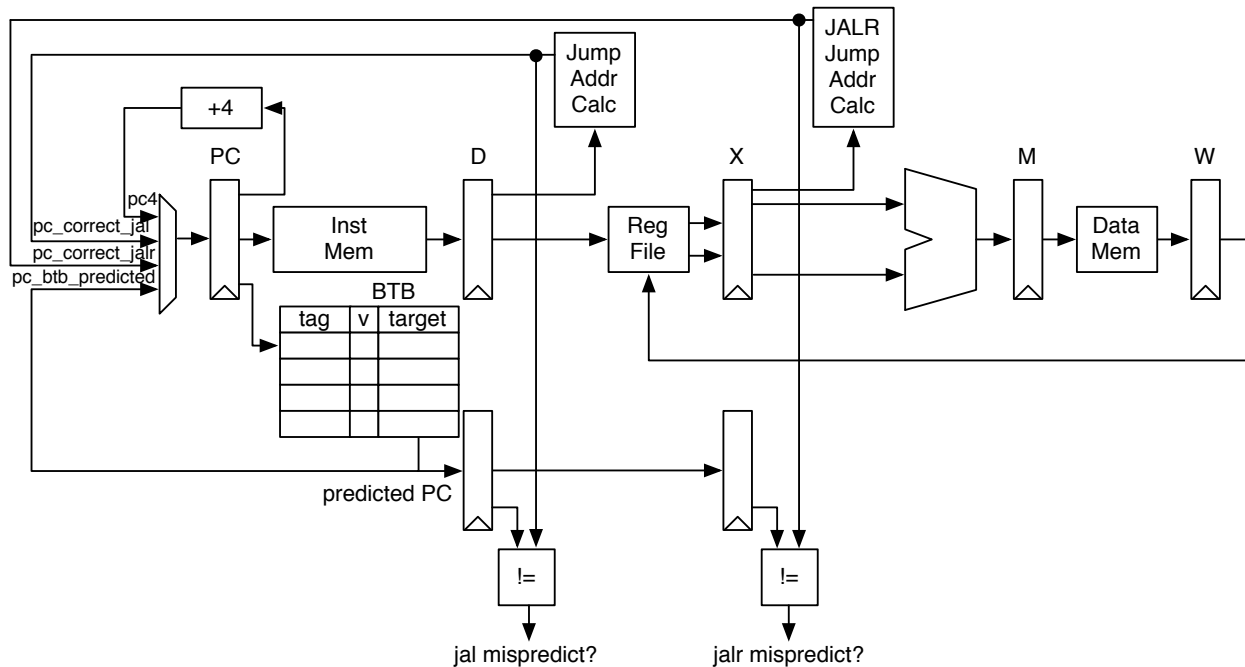 JALR
Jump
Addr
Calc
Jump
Addr
Calc
+4
PC
D
X
M
W
pc4
pc_correct_jal
pc_correct_jalr
pc_btb_predicted
Inst
Mem
Reg
File
Data
Mem
BTB
tag v target
predicted PC
!=
!=
jal mispredict?
jalr mispredict?